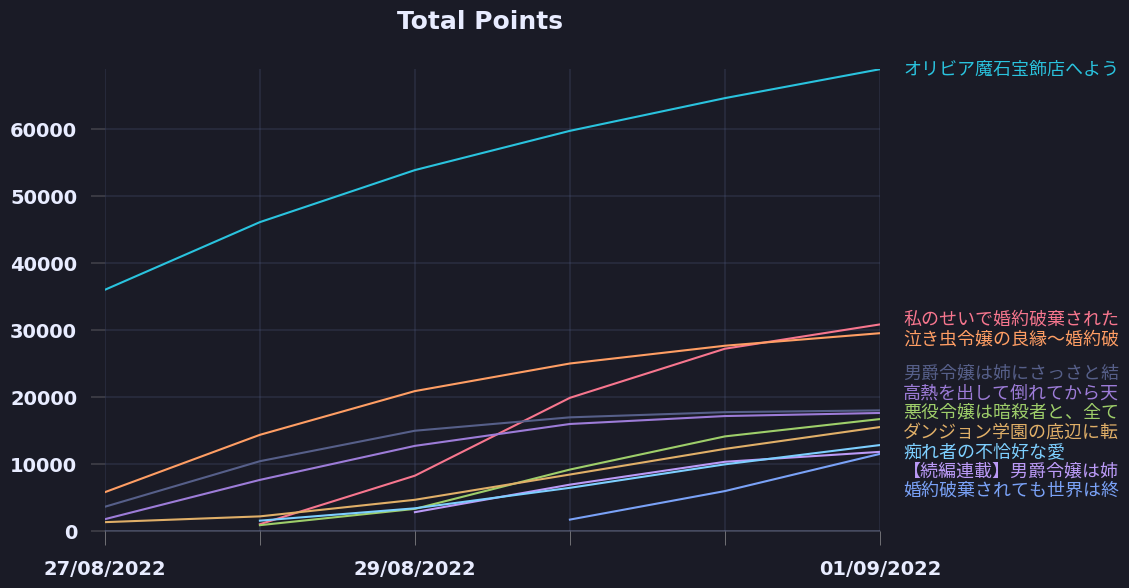 Total Points
60000
50000
40000
30000
20000
10000
0
27/08/2022
29/08/2022
01/09/2022
オリビア魔石宝飾店へよう
私のせいで婚約破棄された
泣き虫令嬢の良縁～婚約破
男爵令嬢は姉にさっさと結
高熱を出して倒れてから天
悪役令嬢は暗殺者と、全て
ダンジョン学園の底辺に転
痴れ者の不恰好な愛
【続編連載】男爵令嬢は姉
婚約破棄されても世界は終